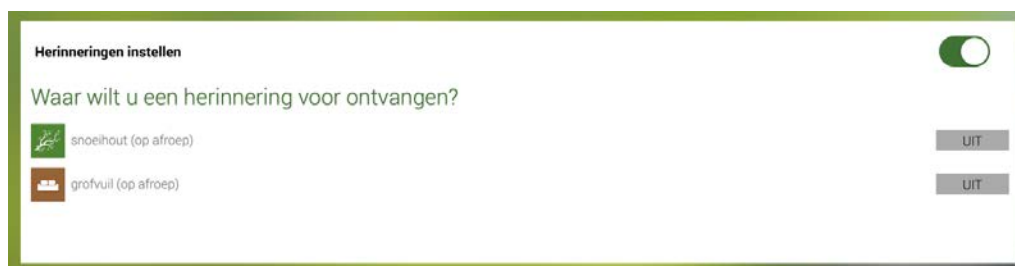 Herinneringen instellen
Waar wilt u een herinnering voor ontvangen?
snoeihout (op afroep) UIT
grofvuil (op afroep) UIT